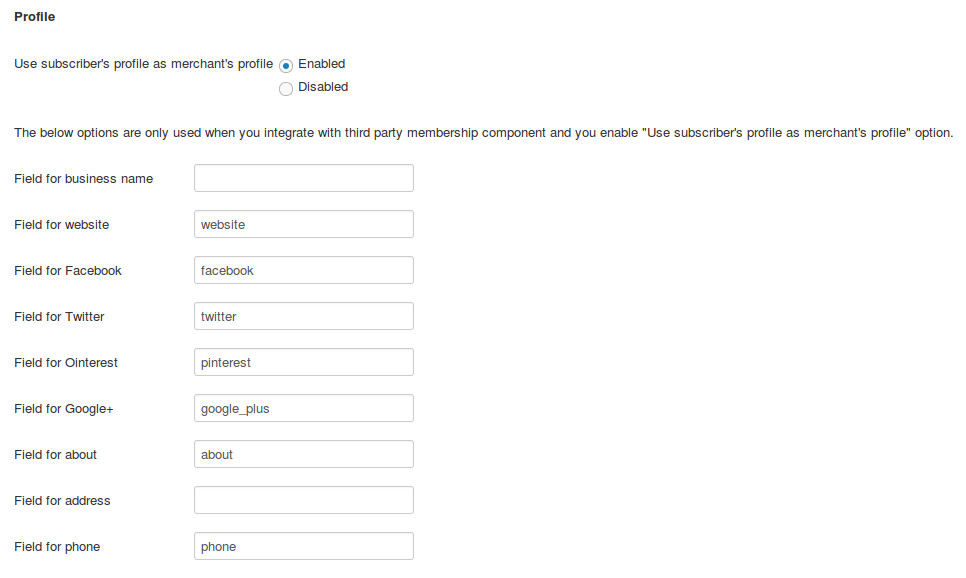 Profile
Use subscriber's profile as merchant's profile Enabled
Disabled
The below options are only used when you integrate with third party membership component and you enable "Use subscriber's profile as merchant's profile" option.
Field for business name
Field for website website
Field for Facebook facebook
Field for Twitter twitter
Field for Ointerest pinterest
Field for Google+ google_plus
Field for about about
Field for address
Field for phone phone